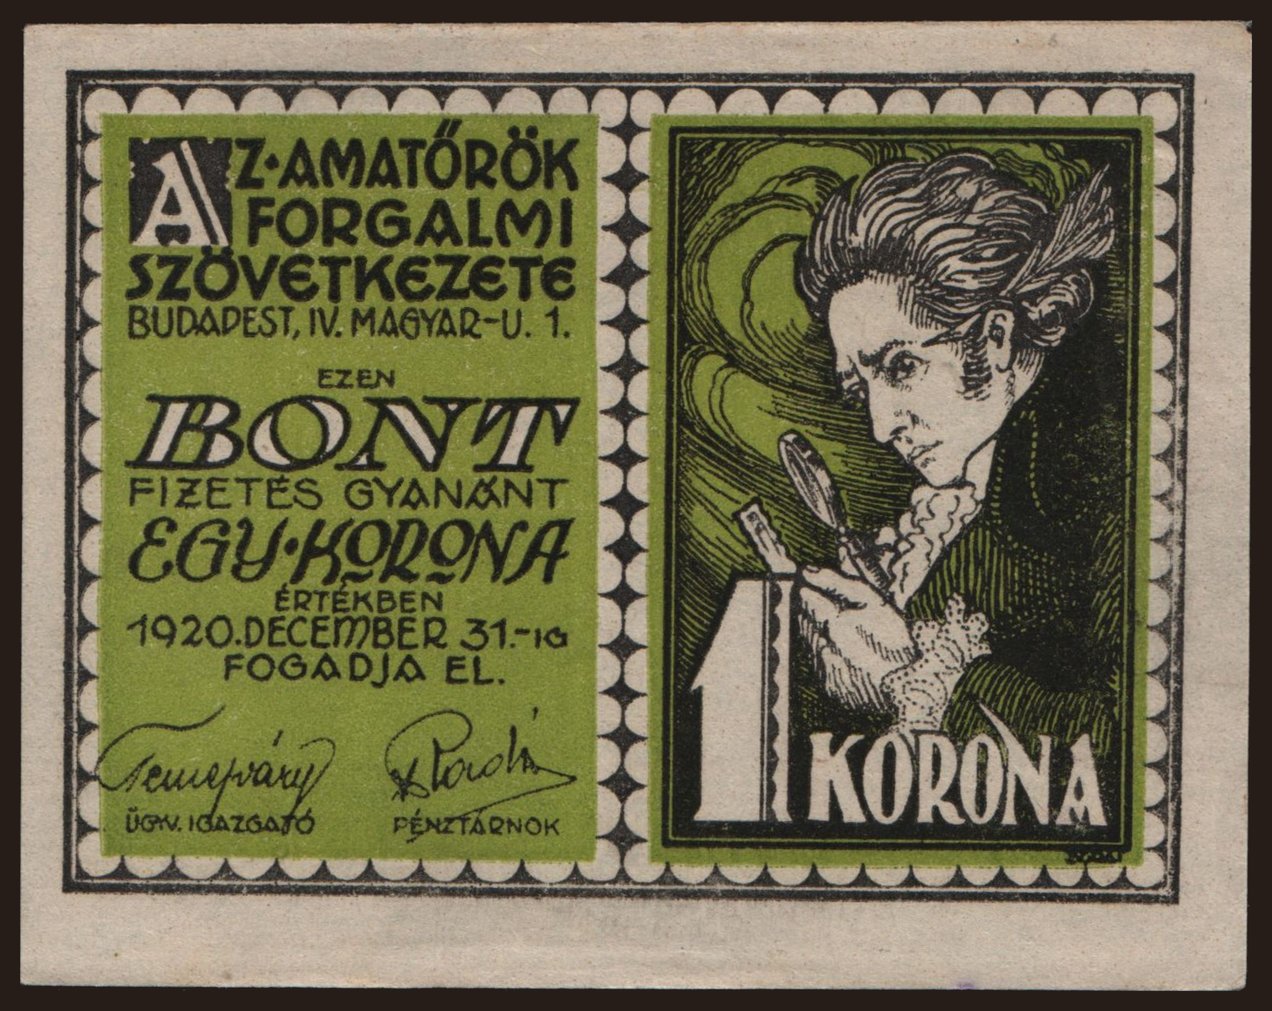 AZ·AMATŐRÖK
FORGALMI
SZÖVETKEZETE
BUDAPEST, IV. MAGYAR-U. 1.
EZEN
BONT
FIZETÉS GYANÁNT
EGY·KORONA
ÉRTÉKBEN
1920.DECEMBER 31.-IG
FOGADJA EL.
Temesváry
ÜGYV. IGAZGATÓ
PÉNZTÁRNOK
1 KORONA